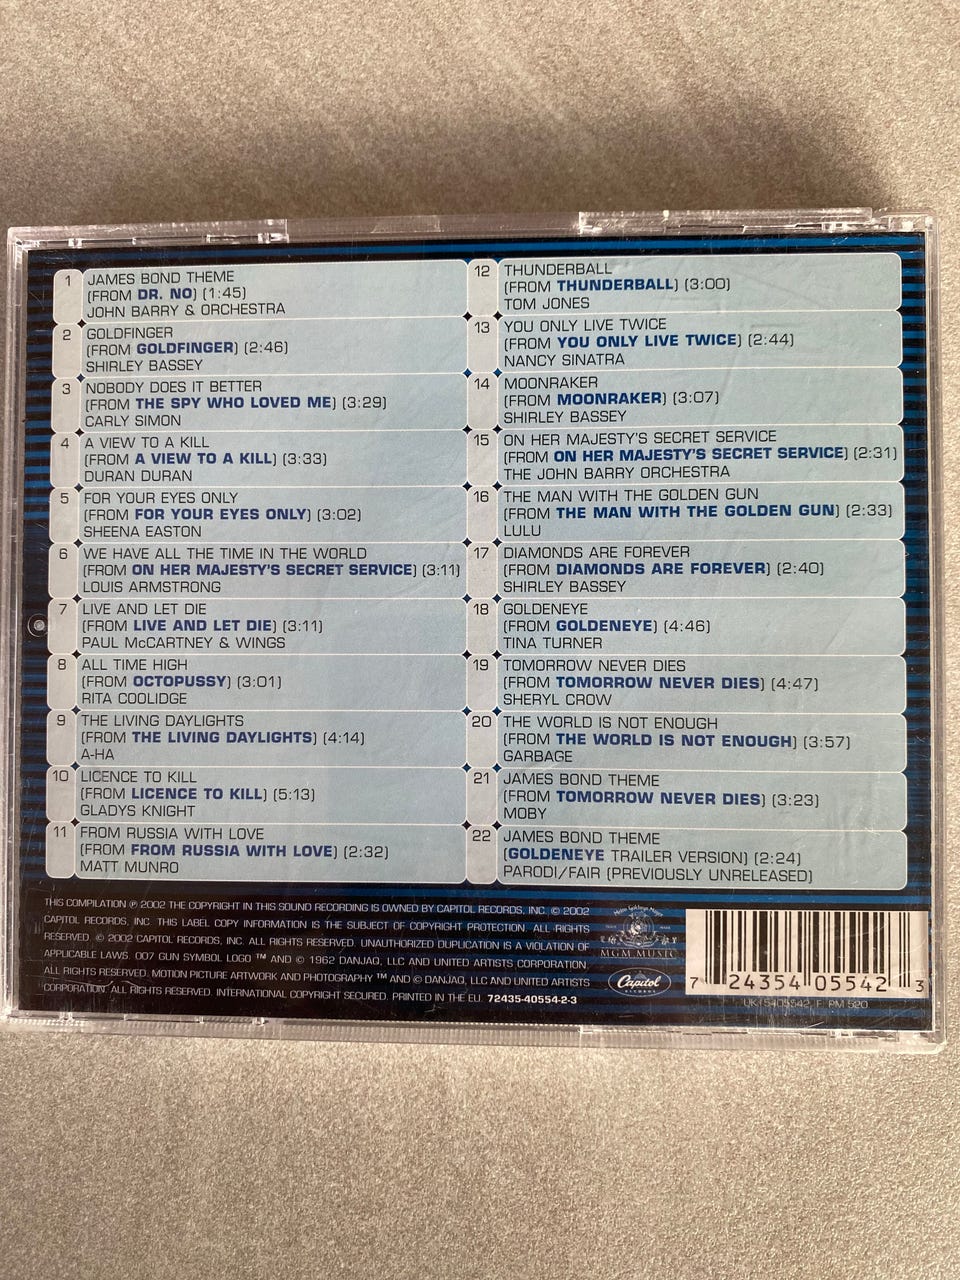 1
JAMES BOND THEME
(FROM DR. NO) (1:45)
JOHN BARRY & ORCHESTRA
2
GOLDFINGER
(FROM GOLDFINGER) (2:46)
SHIRLEY BASSEY
3
NOBODY DOES IT BETTER
(FROM THE SPY WHO LOVED ME) (3:29)
CARLY SIMON
4
A VIEW TO A KILL
(FROM A VIEW TO A KILL) (3:33)
DURAN DURAN
5
FOR YOUR EYES ONLY
(FROM FOR YOUR EYES ONLY) (3:02)
SHEENA EASTON
6
WE HAVE ALL THE TIME IN THE WORLD
(FROM ON HER MAJESTY'S SECRET SERVICE) (3:11)
LOUIS ARMSTRONG
7
LIVE AND LET DIE
(FROM LIVE AND LET DIE) (3:11)
PAUL McCARTNEY & WINGS
8
ALL TIME HIGH
(FROM OCTOPUSSY) (3:01)
RITA COOLIDGE
9
THE LIVING DAYLIGHTS
(FROM THE LIVING DAYLIGHTS) (4:14)
A-HA
10
LICENCE TO KILL
(FROM LICENCE TO KILL) (5:13)
GLADYS KNIGHT
11
FROM RUSSIA WITH LOVE
(FROM FROM RUSSIA WITH LOVE) (2:32)
MATT MUNRO
12
THUNDERBALL
(FROM THUNDERBALL) (3:00)
TOM JONES
13
YOU ONLY LIVE TWICE
(FROM YOU ONLY LIVE TWICE) (2:44)
NANCY SINATRA
14
MOONRAKER
(FROM MOONRAKER) (3:07)
SHIRLEY BASSEY
15
ON HER MAJESTY'S SECRET SERVICE
(FROM ON HER MAJESTY'S SECRET SERVICE) (2:31)
THE JOHN BARRY ORCHESTRA
16
THE MAN WITH THE GOLDEN GUN
(FROM THE MAN WITH THE GOLDEN GUN) (2:33)
LULU
17
DIAMONDS ARE FOREVER
(FROM DIAMONDS ARE FOREVER) (2:40)
SHIRLEY BASSEY
18
GOLDENEYE
(FROM GOLDENEYE) (4:46)
TINA TURNER
19
TOMORROW NEVER DIES
(FROM TOMORROW NEVER DIES) (4:47)
SHERYL CROW
20
THE WORLD IS NOT ENOUGH
(FROM THE WORLD IS NOT ENOUGH) (3:57)
GARBAGE
21
JAMES BOND THEME
(FROM TOMORROW NEVER DIES) (3:23)
MOBY
22
JAMES BOND THEME
(GOLDENEYE TRAILER VERSION) (2:24)
PARODI/FAIR (PREVIOUSLY UNRELEASED)
THIS COMPILATION ℗ 2002 THE COPYRIGHT IN THIS SOUND RECORDING IS OWNED BY CAPITOL RECORDS, INC. © 2002
CAPITOL RECORDS, INC. THIS LABEL COPY INFORMATION IS THE SUBJECT OF COPYRIGHT PROTECTION. ALL RIGHTS
RESERVED. © 2002 CAPITOL RECORDS, INC. ALL RIGHTS RESERVED. UNAUTHORIZED DUPLICATION IS A VIOLATION OF
APPLICABLE LAWS. 007 GUN SYMBOL LOGO ™ AND © 1962 DANJAQ, LLC AND UNITED ARTISTS CORPORATION.
ALL RIGHTS RESERVED. MOTION PICTURE ARTWORK AND PHOTOGRAPHY ™ AND © DANJAQ, LLC AND UNITED ARTISTS
CORPORATION. ALL RIGHTS RESERVED. INTERNATIONAL COPYRIGHT SECURED. PRINTED IN THE EU. 72435-40554-2-3
MGM MUSIC
Capitol
RECORDS
7 24354 05542 3
UK: 5405542 F PM 520